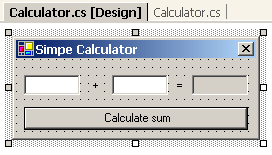 Calculator.cs [Design] Calculator.cs
Simpe Calculator
+ =
Calculate sum